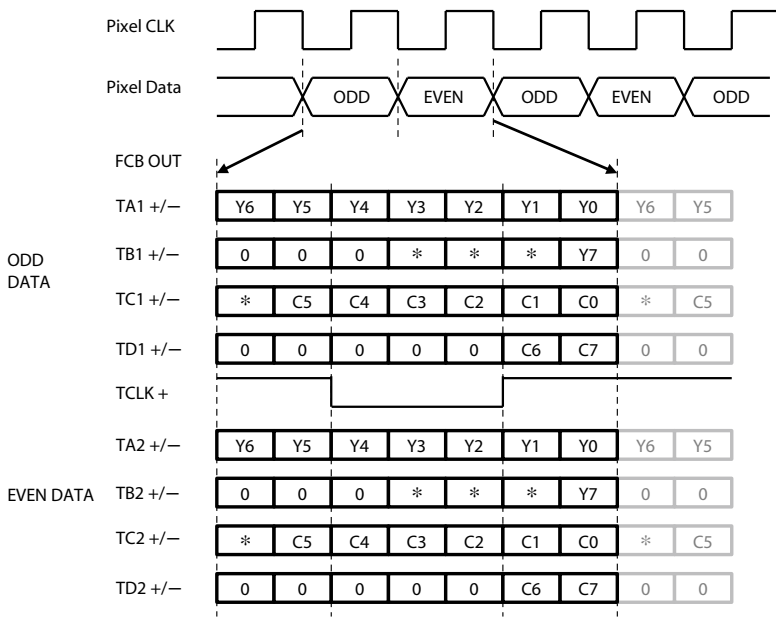 Pixel CLK
Pixel Data ODD EVEN ODD EVEN ODD
FCB OUT
TA1 +/− Y6 Y5 Y4 Y3 Y2 Y1 Y0 Y6 Y5
ODD DATA
TB1 +/− 0 0 0 * * * Y7 0 0
TC1 +/− * C5 C4 C3 C2 C1 C0 * C5
TD1 +/− 0 0 0 0 0 C6 C7 0 0
TCLK +
TA2 +/− Y6 Y5 Y4 Y3 Y2 Y1 Y0 Y6 Y5
EVEN DATA TB2 +/− 0 0 0 * * * Y7 0 0
TC2 +/− * C5 C4 C3 C2 C1 C0 * C5
TD2 +/− 0 0 0 0 0 C6 C7 0 0